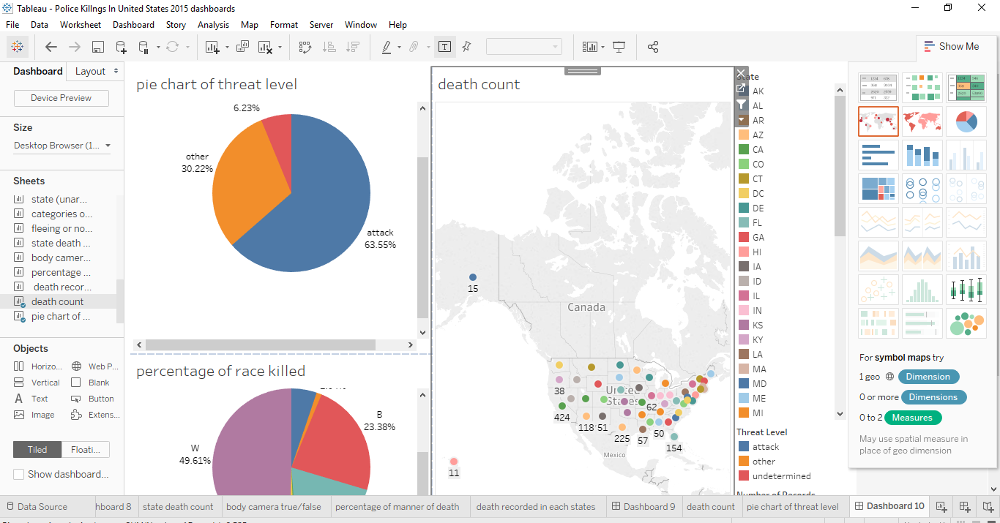 Tableau - Police Killngs In United States 2015 dashboards
File Data Worksheet Dashboard Story Analysis Map Format Server Window Help
Show Me
Dashboard Layout
Device Preview
Size
Desktop Browser (1...
Sheets
state (unar...
categories o...
fleeing or no...
state death ...
body camer...
percentage ...
death recor...
death count
pie chart of ...
Objects
Horizo... Web P...
Vertical Blank
Text Button
Image Extens...
Tiled Floati...
Show dashboard...
pie chart of threat level
6.23%
other
30.22%
attack
63.55%
percentage of race killed
B
23.38%
W
49.61%
death count
15
Canada
United
States
38
424
118
51
62
225
57
50
154
Mexico
11
State
AK
AL
AR
AZ
CA
CO
CT
DC
DE
FL
GA
HI
IA
ID
IL
IN
KS
KY
LA
MA
MD
ME
MI
Threat Level
attack
other
undetermined
Number of Records
For symbol maps try
1 geo Dimension
0 or more Dimensions
0 to 2 Measures
May use spatial measure in
place of geo dimension
Data Source hboard 8 state death count body camera true/false percentage of manner of death death recorded in each states Dashboard 9 death count pie chart of threat level Dashboard 10